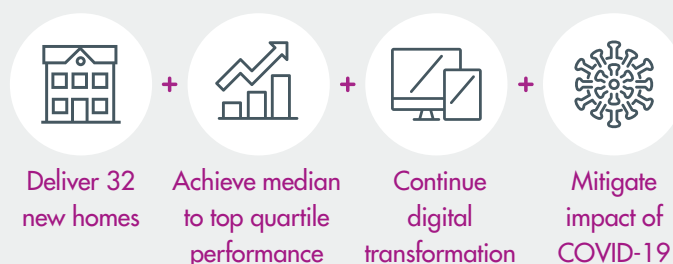 Deliver 32
new homes
Achieve median
to top quartile
performance
Continue
digital
transformation
Mitigate
impact of
COVID-19